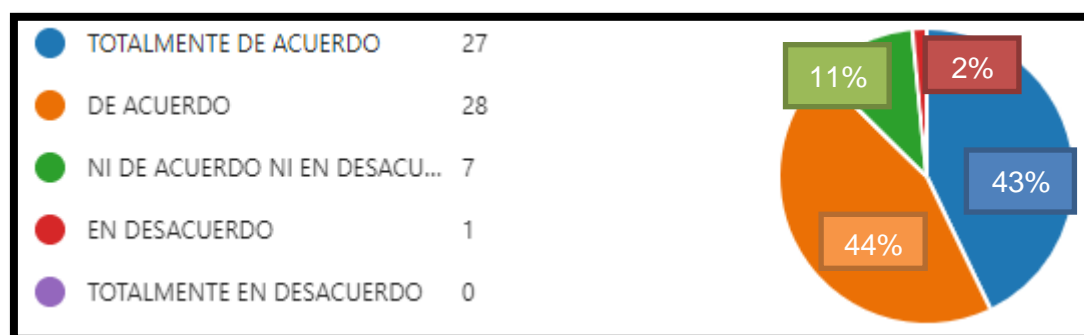 TOTALMENTE DE ACUERDO 27
DE ACUERDO 28
NI DE ACUERDO NI EN DESACU... 7
EN DESACUERDO 1
TOTALMENTE EN DESACUERDO 0
11%
2%
43%
44%